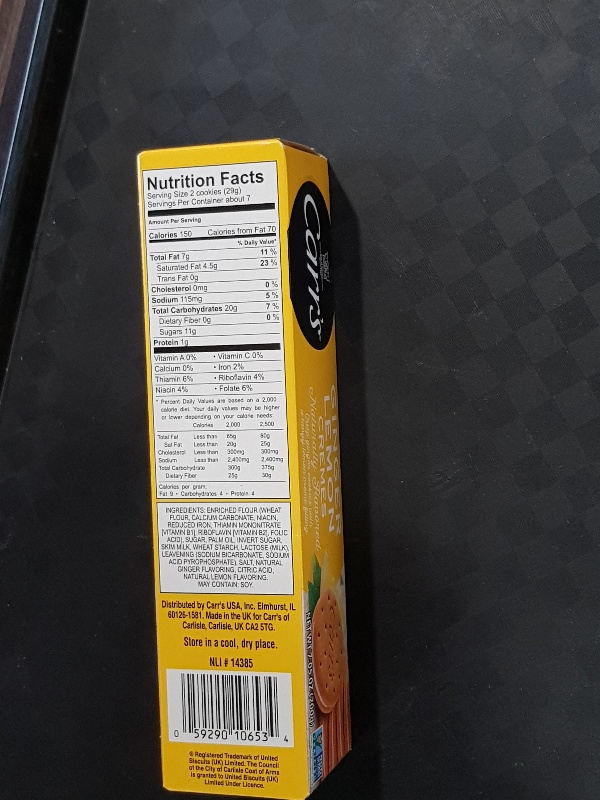 Nutrition Facts
Serving Size 2 cookies (29g)
Servings Per Container about 7
Amount Per Serving
Calories 150 Calories from Fat 70
% Daily Value*
Total Fat 7g 11 %
Saturated Fat 4.5g 23 %
Trans Fat 0g
Cholesterol 0mg 0 %
Sodium 115mg 5 %
Total Carbohydrates 20g 7 %
Dietary Fiber 0g 0 %
Sugars 11g
Protein 1g
Vitamin A 0% • Vitamin C 0%
Calcium 0% • Iron 2%
Thiamin 6% • Riboflavin 4%
Niacin 4% • Folate 6%
* Percent Daily Values are based on a 2,000
calorie diet. Your daily values may be higher
or lower depending on your calorie needs:
Calories 2,000 2,500
Total Fat Less than 65g 80g
Sat Fat Less than 20g 25g
Cholesterol Less than 300mg 300mg
Sodium Less than 2,400mg 2,400mg
Total Carbohydrate 300g 375g
Dietary Fiber 25g 30g
Calories per gram:
Fat 9 • Carbohydrates 4 • Protein 4
INGREDIENTS: ENRICHED FLOUR (WHEAT
FLOUR, CALCIUM CARBONATE, NIACIN,
REDUCED IRON, THIAMIN MONONITRATE
[VITAMIN B1], RIBOFLAVIN [VITAMIN B2], FOLIC
ACID), SUGAR, PALM OIL, INVERT SUGAR,
SKIM MILK, WHEAT STARCH, LACTOSE (MILK),
LEAVENING (SODIUM BICARBONATE, SODIUM
ACID PYROPHOSPHATE), SALT, NATURAL
GINGER FLAVORING, CITRIC ACID,
NATURAL LEMON FLAVORING.
MAY CONTAIN: SOY.
Distributed by Carr's USA, Inc. Elmhurst, IL
60126-1581. Made in the UK for Carr's of
Carlisle, Carlisle, UK CA2 5TG.
Store in a cool, dry place.
NLI # 14385
0 59290 10653 4
® Registered Trademark of United
Biscuits (UK) Limited. The Council
of the City of Carlisle Coat of Arms
is granted to United Biscuits (UK)
Limited Under Licence.
Carr's
GINGER
LEMON
CREMES
Naturally Flavoured